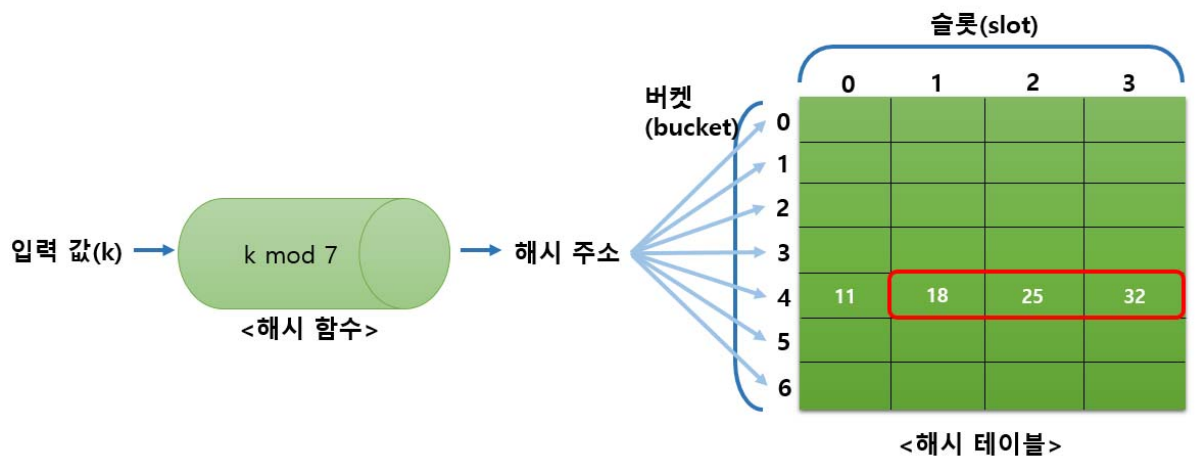 슬롯(slot)
0 1 2 3
버켓
(bucket)
0
1
2
3
4
5
6
입력 값(k)
k mod 7
해시 주소
11 18 25 32
<해시 함수>
<해시 테이블>